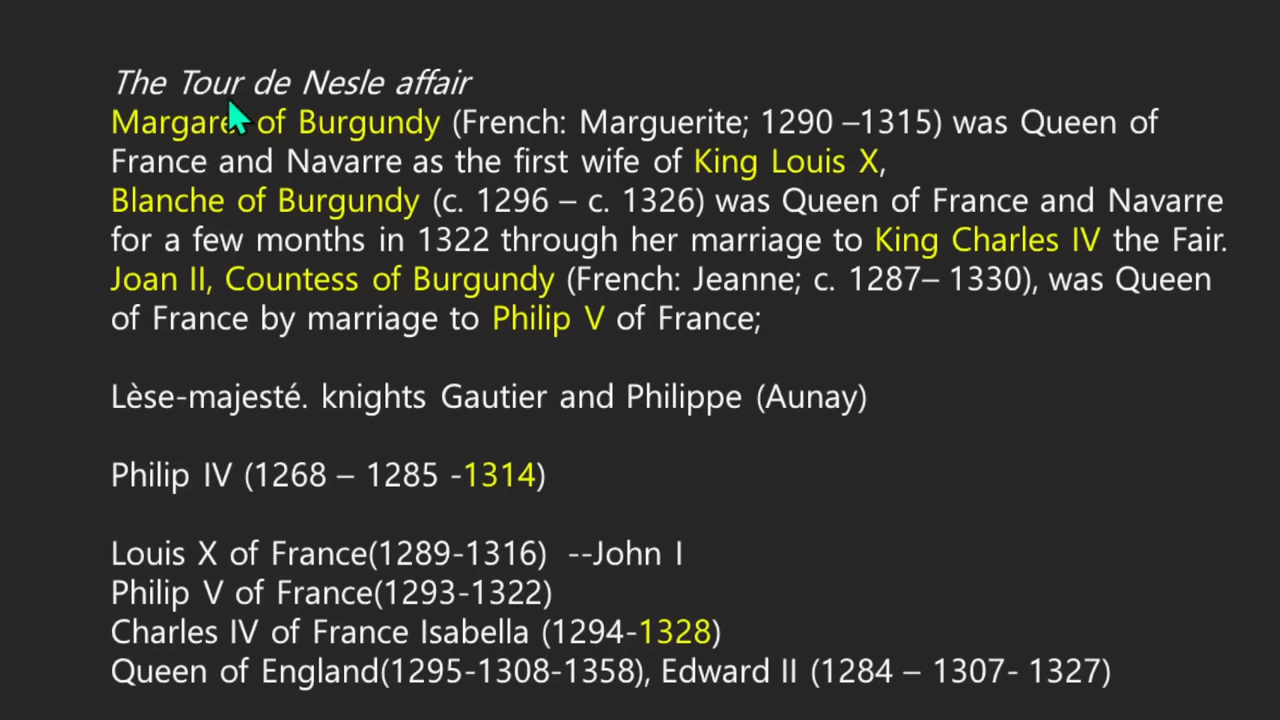 The Tour de Nesle affair
Margaret of Burgundy (French: Marguerite; 1290 –1315) was Queen of
France and Navarre as the first wife of King Louis X,
Blanche of Burgundy (c. 1296 – c. 1326) was Queen of France and Navarre
for a few months in 1322 through her marriage to King Charles IV the Fair.
Joan II, Countess of Burgundy (French: Jeanne; c. 1287– 1330), was Queen
of France by marriage to Philip V of France;
Lèse-majesté. knights Gautier and Philippe (Aunay)
Philip IV (1268 – 1285 -1314)
Louis X of France(1289-1316)  --John I
Philip V of France(1293-1322)
Charles IV of France Isabella (1294-1328)
Queen of England(1295-1308-1358), Edward II (1284 – 1307- 1327)